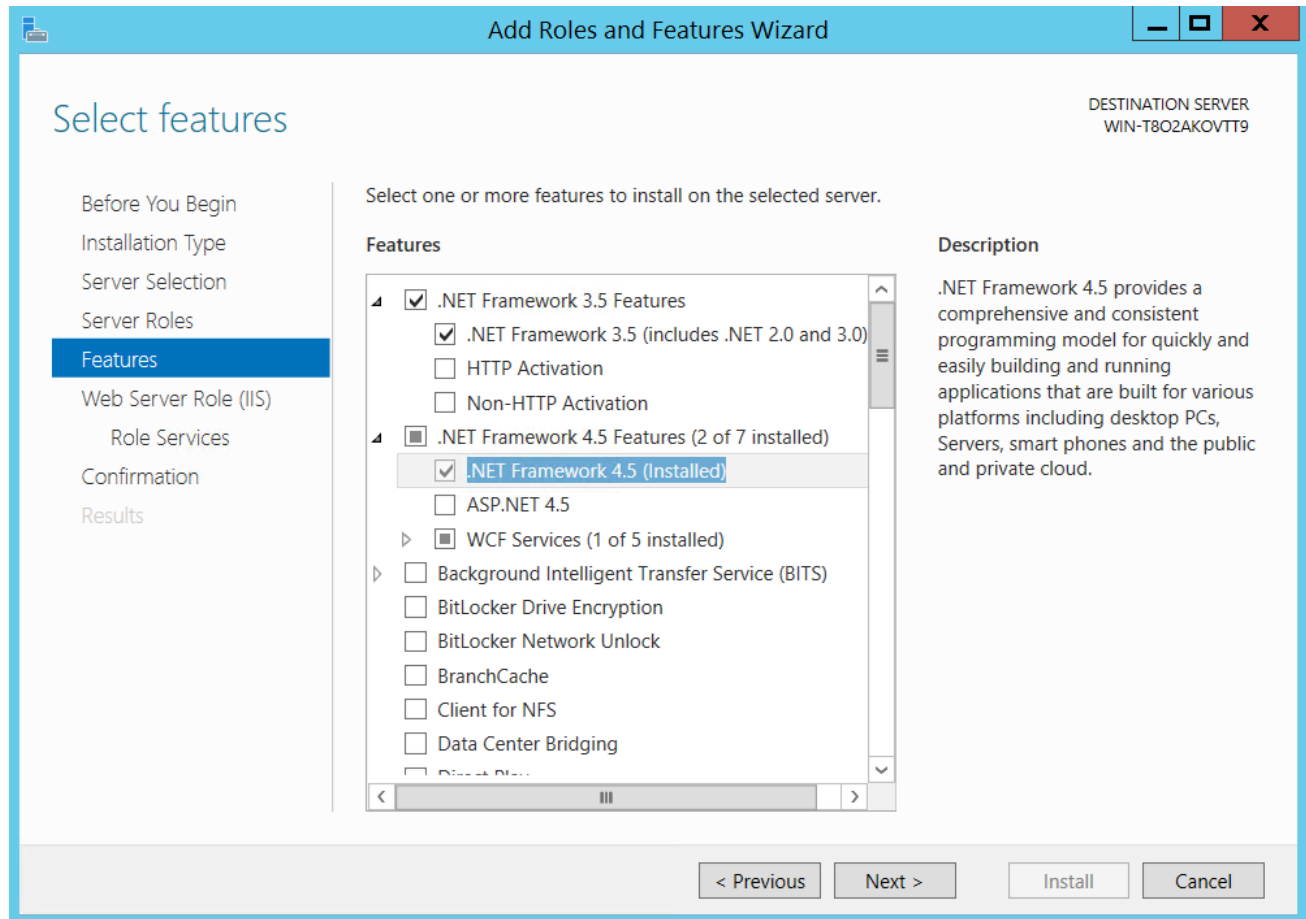 Add Roles and Features Wizard
X
Select features
DESTINATION SERVER
WIN-T8O2AKOVTT9
Before You Begin
Installation Type
Server Selection
Server Roles
Features
Web Server Role (IIS)
Role Services
Confirmation
Results
Select one or more features to install on the selected server.
Features
.NET Framework 3.5 Features
.NET Framework 3.5 (includes .NET 2.0 and 3.0)
HTTP Activation
Non-HTTP Activation
.NET Framework 4.5 Features (2 of 7 installed)
.NET Framework 4.5 (Installed)
ASP.NET 4.5
WCF Services (1 of 5 installed)
Background Intelligent Transfer Service (BITS)
BitLocker Drive Encryption
BitLocker Network Unlock
BranchCache
Client for NFS
Data Center Bridging
Direct Play
Description
.NET Framework 4.5 provides a
comprehensive and consistent
programming model for quickly and
easily building and running
applications that are built for various
platforms including desktop PCs,
Servers, smart phones and the public
and private cloud.
< Previous
Next >
Install
Cancel